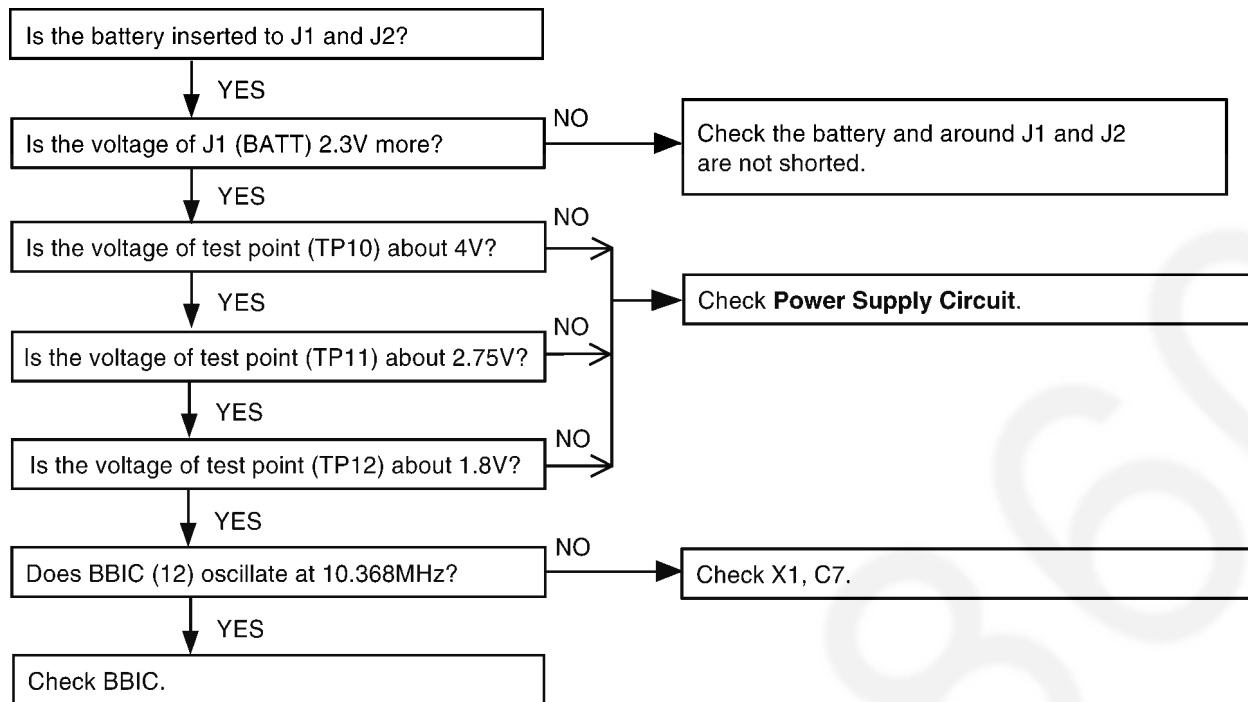 Is the battery inserted to J1 and J2?
YES
Is the voltage of J1 (BATT) 2.3V more?
NO
Check the battery and around J1 and J2
are not shorted.
YES
Is the voltage of test point (TP10) about 4V?
NO
YES
Check Power Supply Circuit.
Is the voltage of test point (TP11) about 2.75V?
NO
YES
Is the voltage of test point (TP12) about 1.8V?
NO
YES
Does BBIC (12) oscillate at 10.368MHz?
NO
Check X1, C7.
YES
Check BBIC.